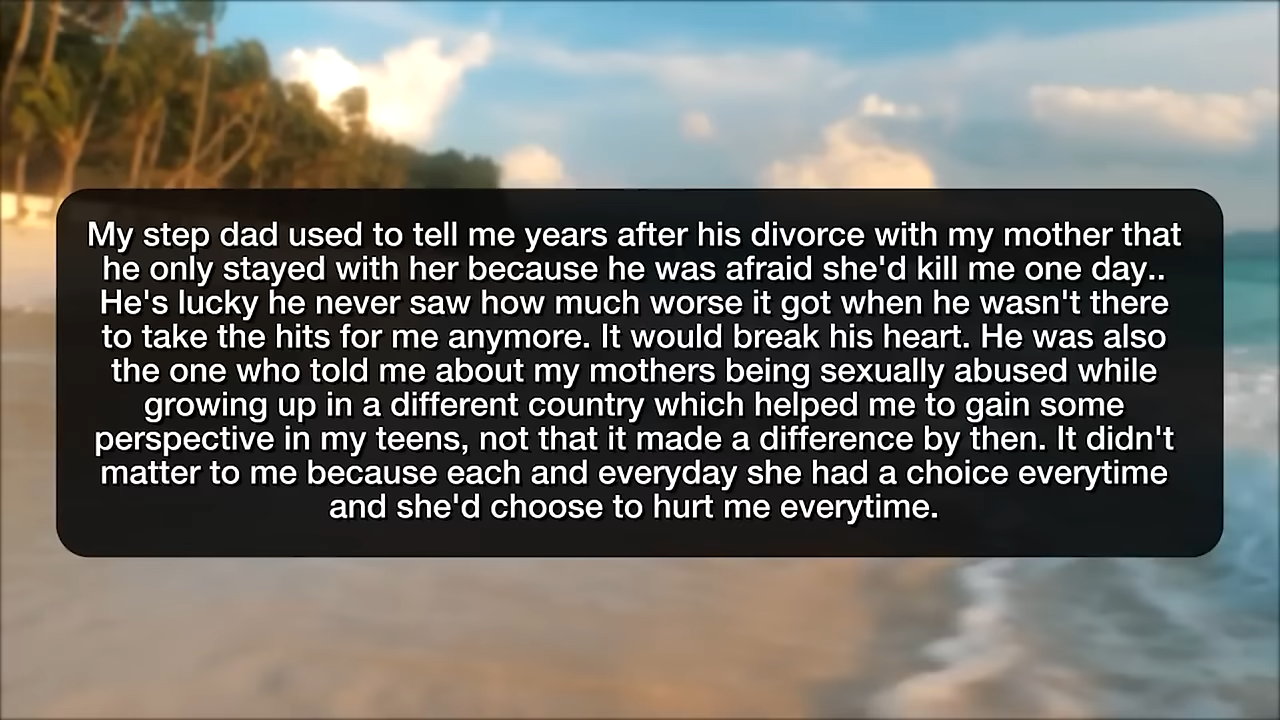 My step dad used to tell me years after his divorce with my mother that
he only stayed with her because he was afraid she'd kill me one day..
He's lucky he never saw how much worse it got when he wasn't there
to take the hits for me anymore. It would break his heart. He was also
the one who told me about my mothers being sexually abused while
growing up in a different country which helped me to gain some
perspective in my teens, not that it made a difference by then. It didn't
matter to me because each and everyday she had a choice everytime
and she'd choose to hurt me everytime.